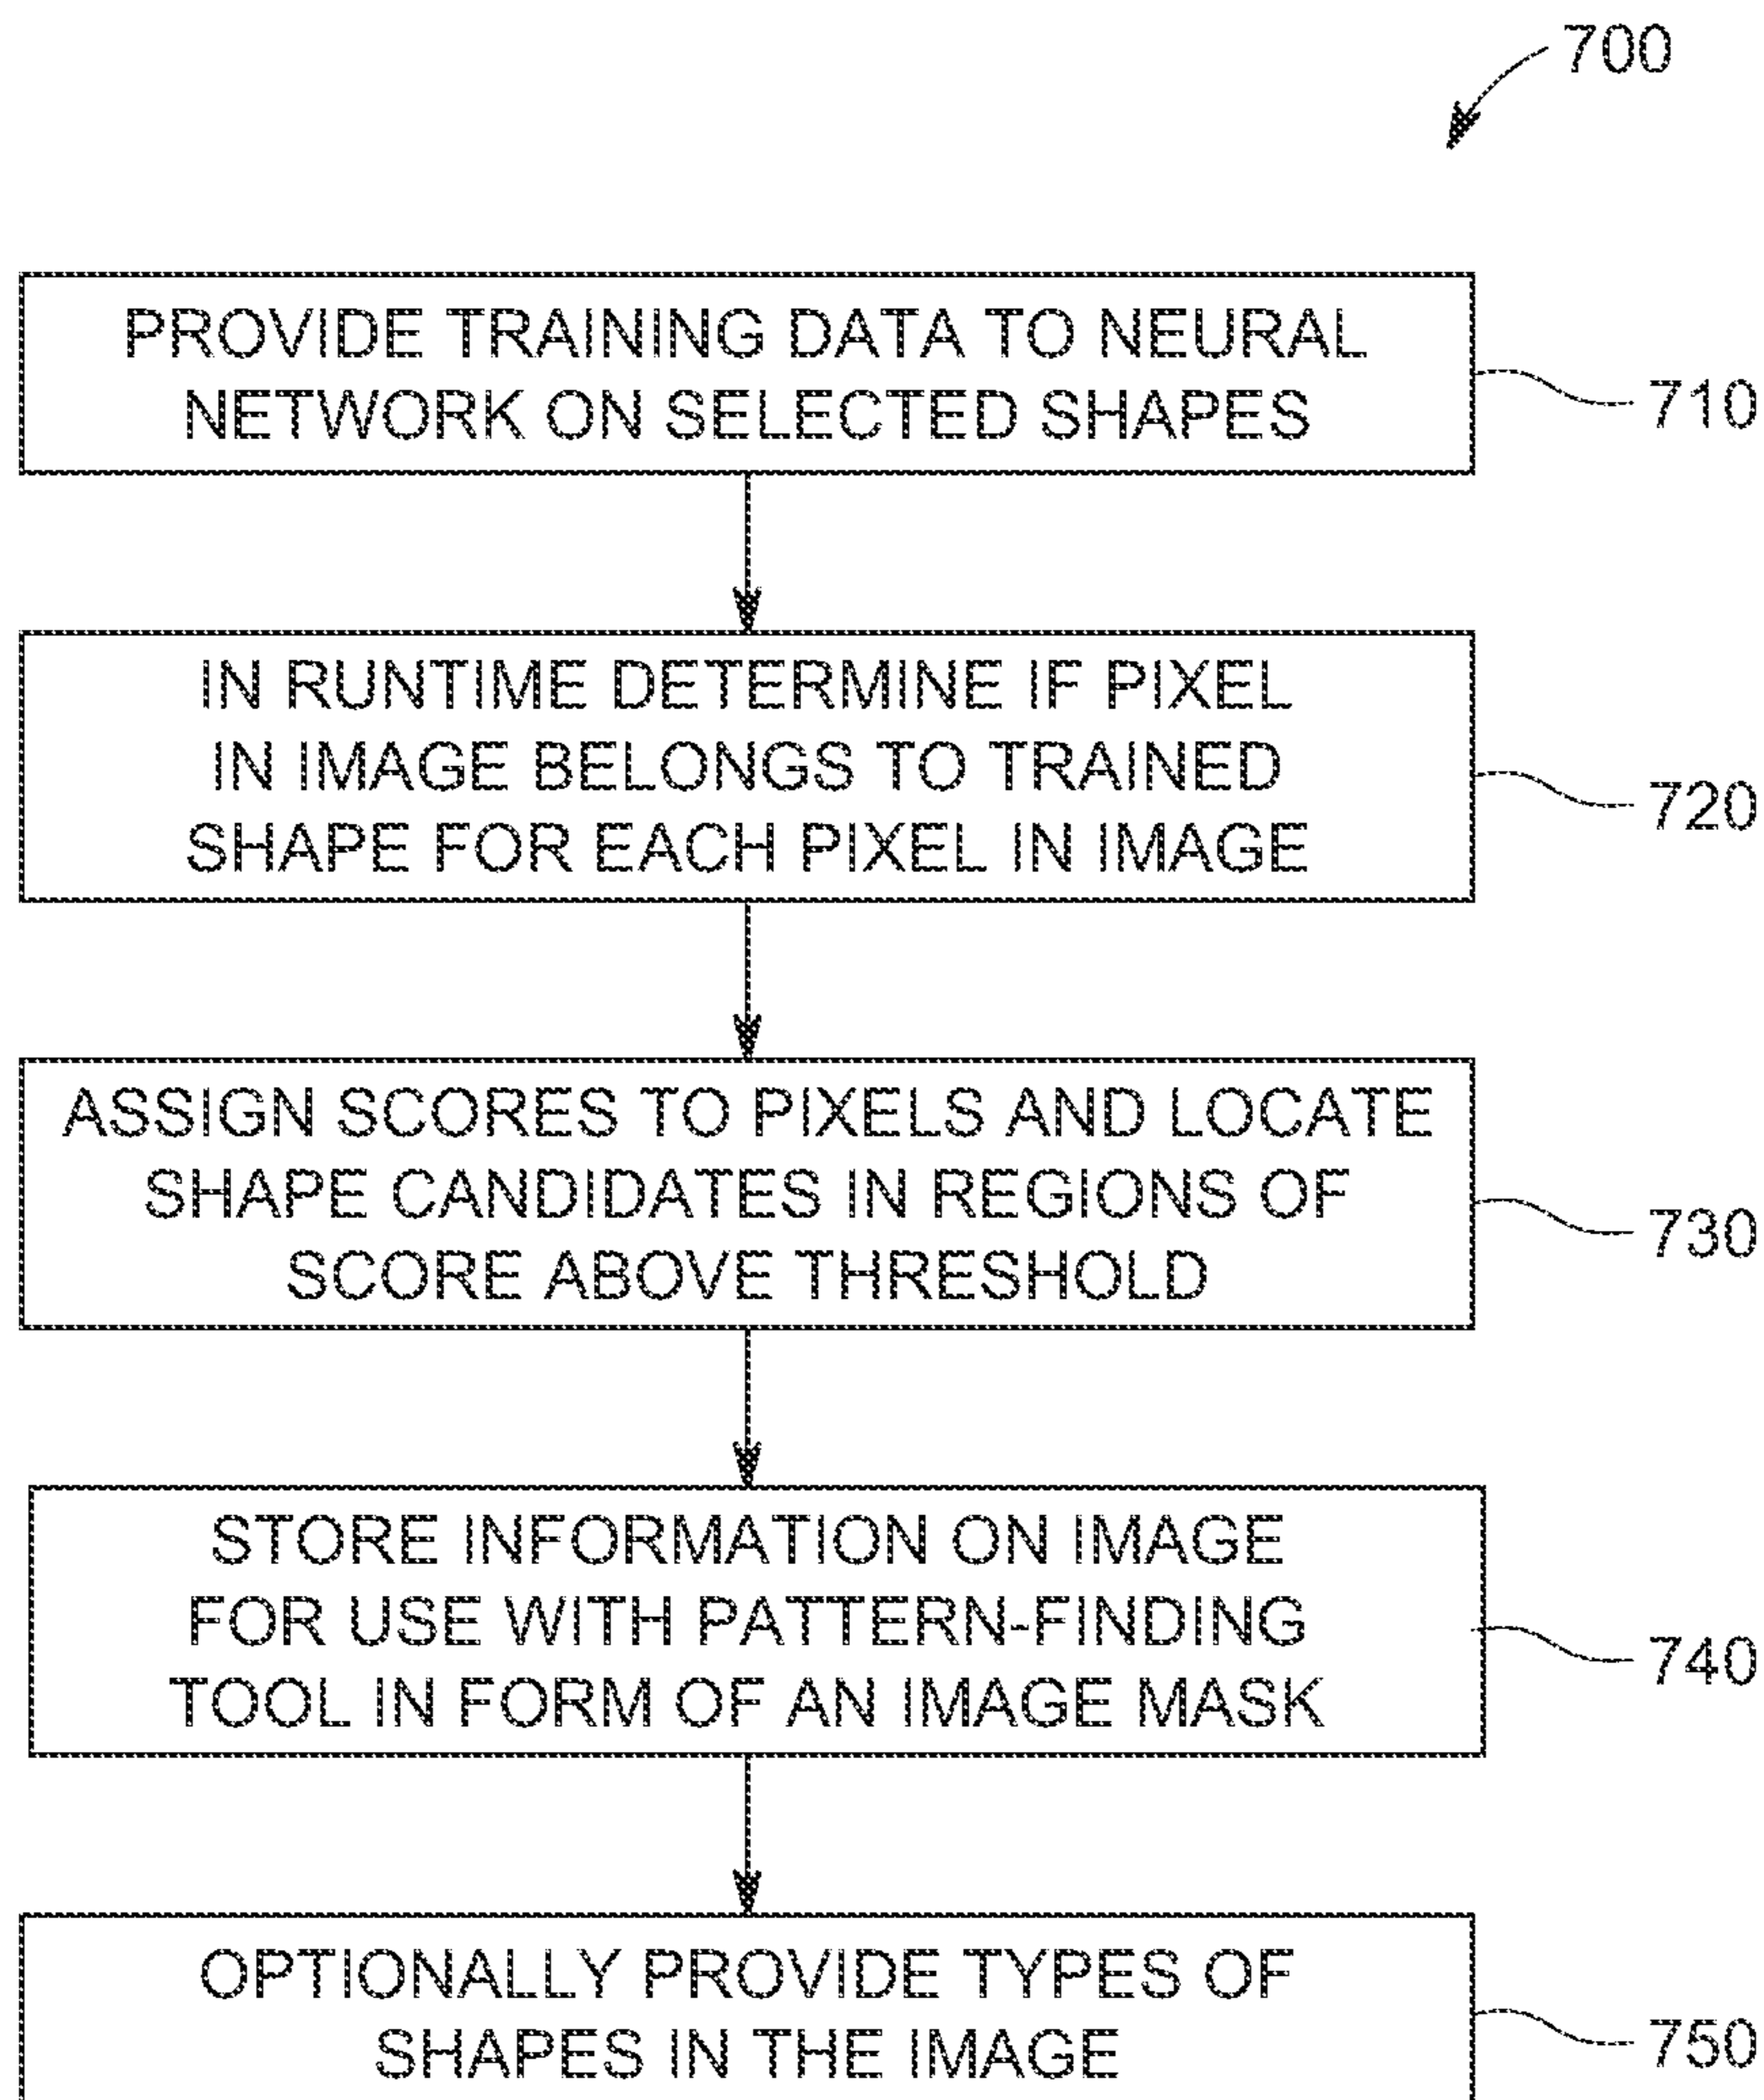 700
PROVIDE TRAINING DATA TO NEURAL
NETWORK ON SELECTED SHAPES
710
IN RUNTIME DETERMINE IF PIXEL
IN IMAGE BELONGS TO TRAINED
SHAPE FOR EACH PIXEL IN IMAGE
720
ASSIGN SCORES TO PIXELS AND LOCATE
SHAPE CANDIDATES IN REGIONS OF
SCORE ABOVE THRESHOLD
730
STORE INFORMATION ON IMAGE
FOR USE WITH PATTERN-FINDING
TOOL IN FORM OF AN IMAGE MASK
740
OPTIONALLY PROVIDE TYPES OF
SHAPES IN THE IMAGE
750